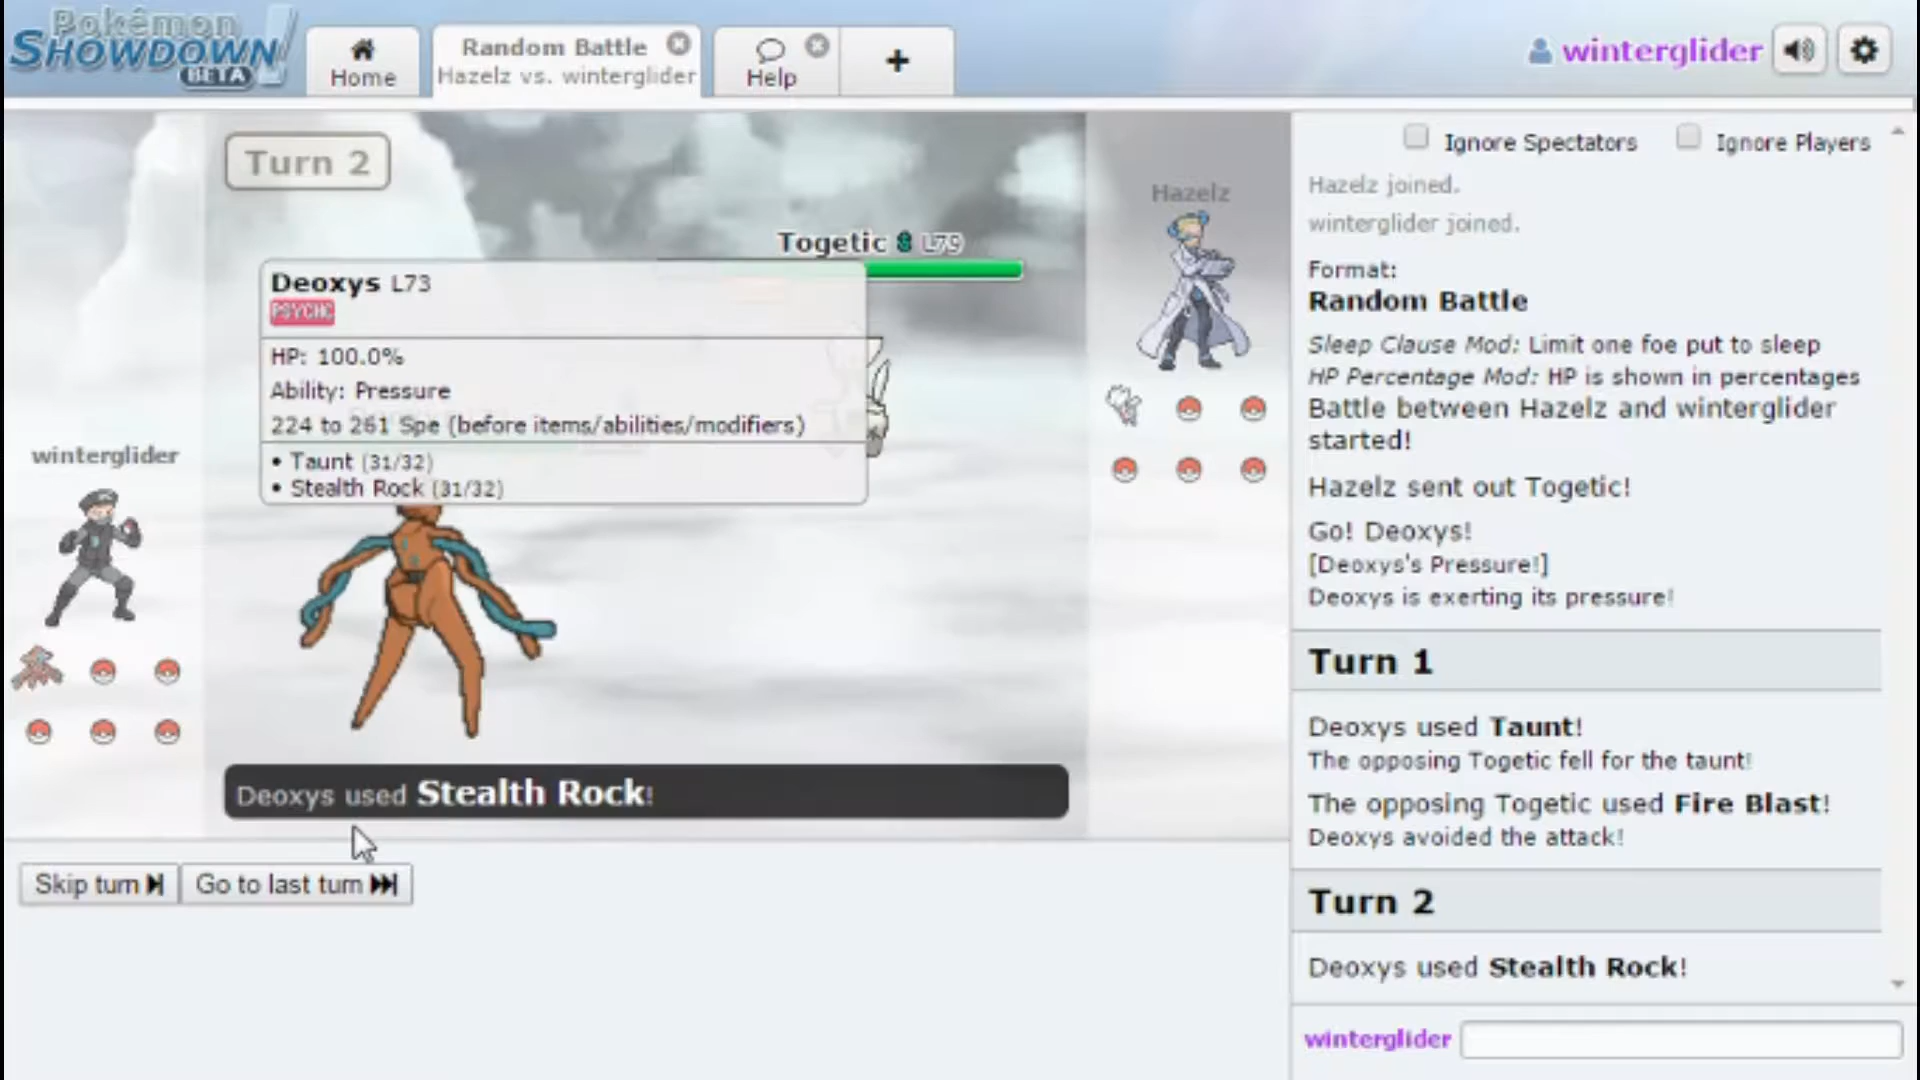 Pokémon
SHOWDOWN!
BETA
Home
Random Battle
Hazelz vs. winterglider
Help
winterglider
Turn 2
Togetic L79
Deoxys L73
PSYCHC
HP: 100.0%
Ability: Pressure
224 to 261 Spe (before items/abilities/modifiers)
• Taunt (31/32)
• Stealth Rock (31/32)
Hazelz
winterglider
Deoxys used Stealth Rock!
Skip turn
Go to last turn
Ignore Spectators
Ignore Players
Hazelz joined.
winterglider joined.
Format:
Random Battle
Sleep Clause Mod: Limit one foe put to sleep
HP Percentage Mod: HP is shown in percentages
Battle between Hazelz and winterglider
started!
Hazelz sent out Togetic!
Go! Deoxys!
[Deoxys's Pressure!]
Deoxys is exerting its pressure!
Turn 1
Deoxys used Taunt!
The opposing Togetic fell for the taunt!
The opposing Togetic used Fire Blast!
Deoxys avoided the attack!
Turn 2
Deoxys used Stealth Rock!
winterglider